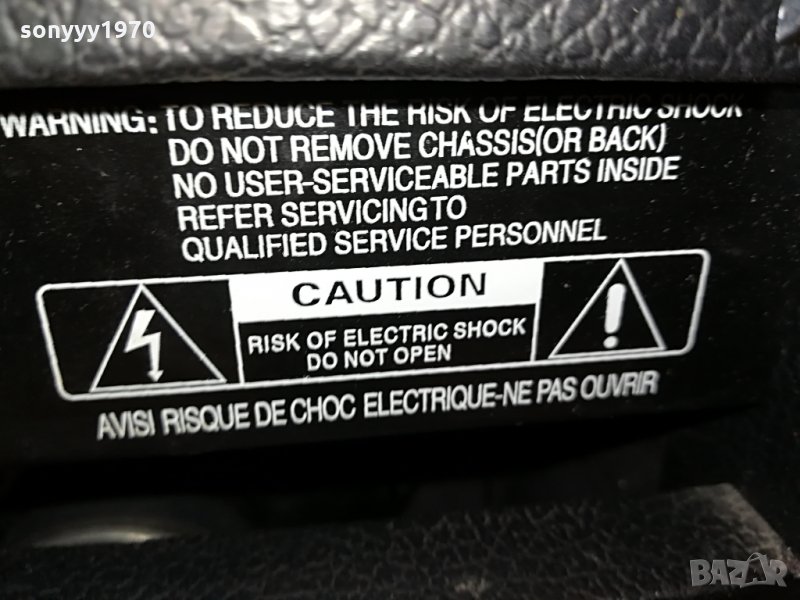 sonyyy1970
WARNING: TO REDUCE THE RISK OF ELECTRIC SHOCK
DO NOT REMOVE CHASSIS(OR BACK)
NO USER-SERVICEABLE PARTS INSIDE
REFER SERVICING TO
QUALIFIED SERVICE PERSONNEL
CAUTION
RISK OF ELECTRIC SHOCK
DO NOT OPEN
AVISI RISQUE DE CHOC ELECTRIQUE-NE PAS OUVRIR
BAZAR